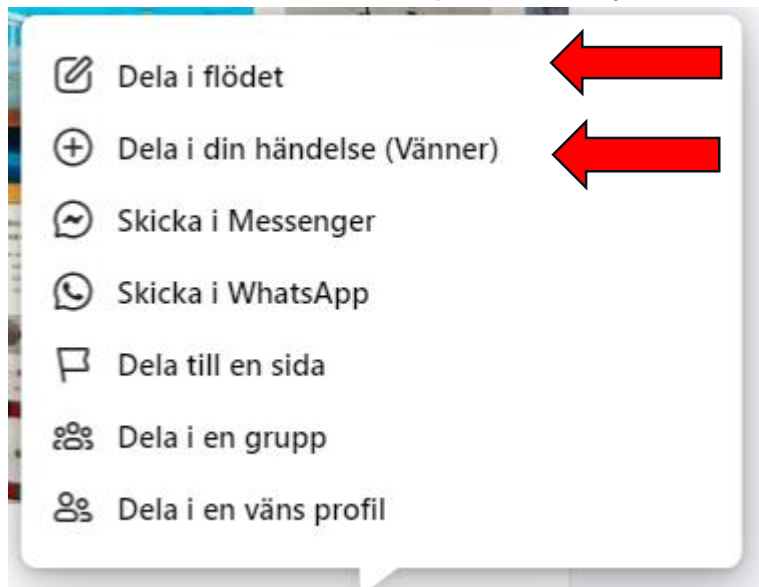 Dela i flödet
Dela i din händelse (Vänner)
Skicka i Messenger
Skicka i WhatsApp
Dela till en sida
Dela i en grupp
Dela i en väns profil